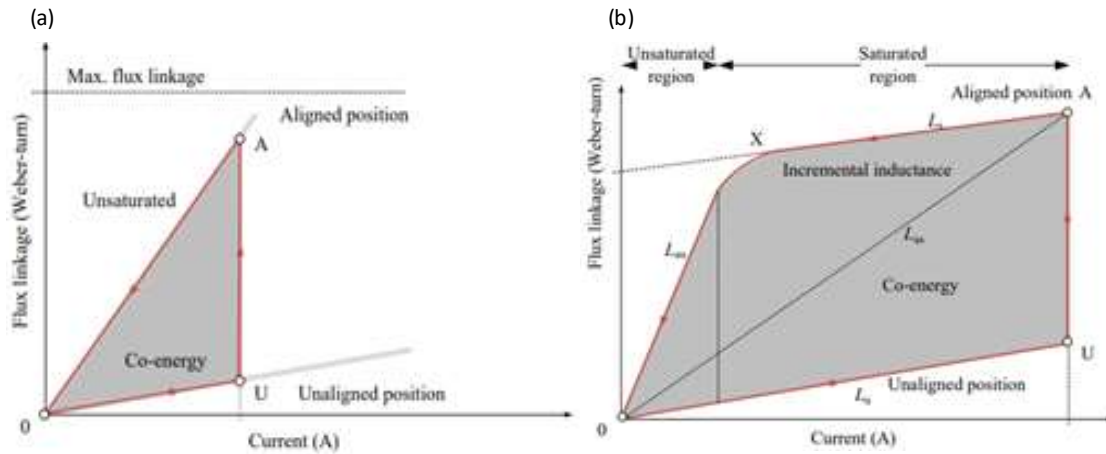 (a)
Max. flux linkage
Aligned position
A
Unsaturated
Flux linkage (Weber-turn)
Co-energy
U
Unaligned position
0
Current (A)
(b)
Unsaturated
region
Saturated
region
Aligned position A
X
Incremental inductance
Flux linkage (Weber-turn)
Co-energy
U
Unaligned position
0
Current (A)